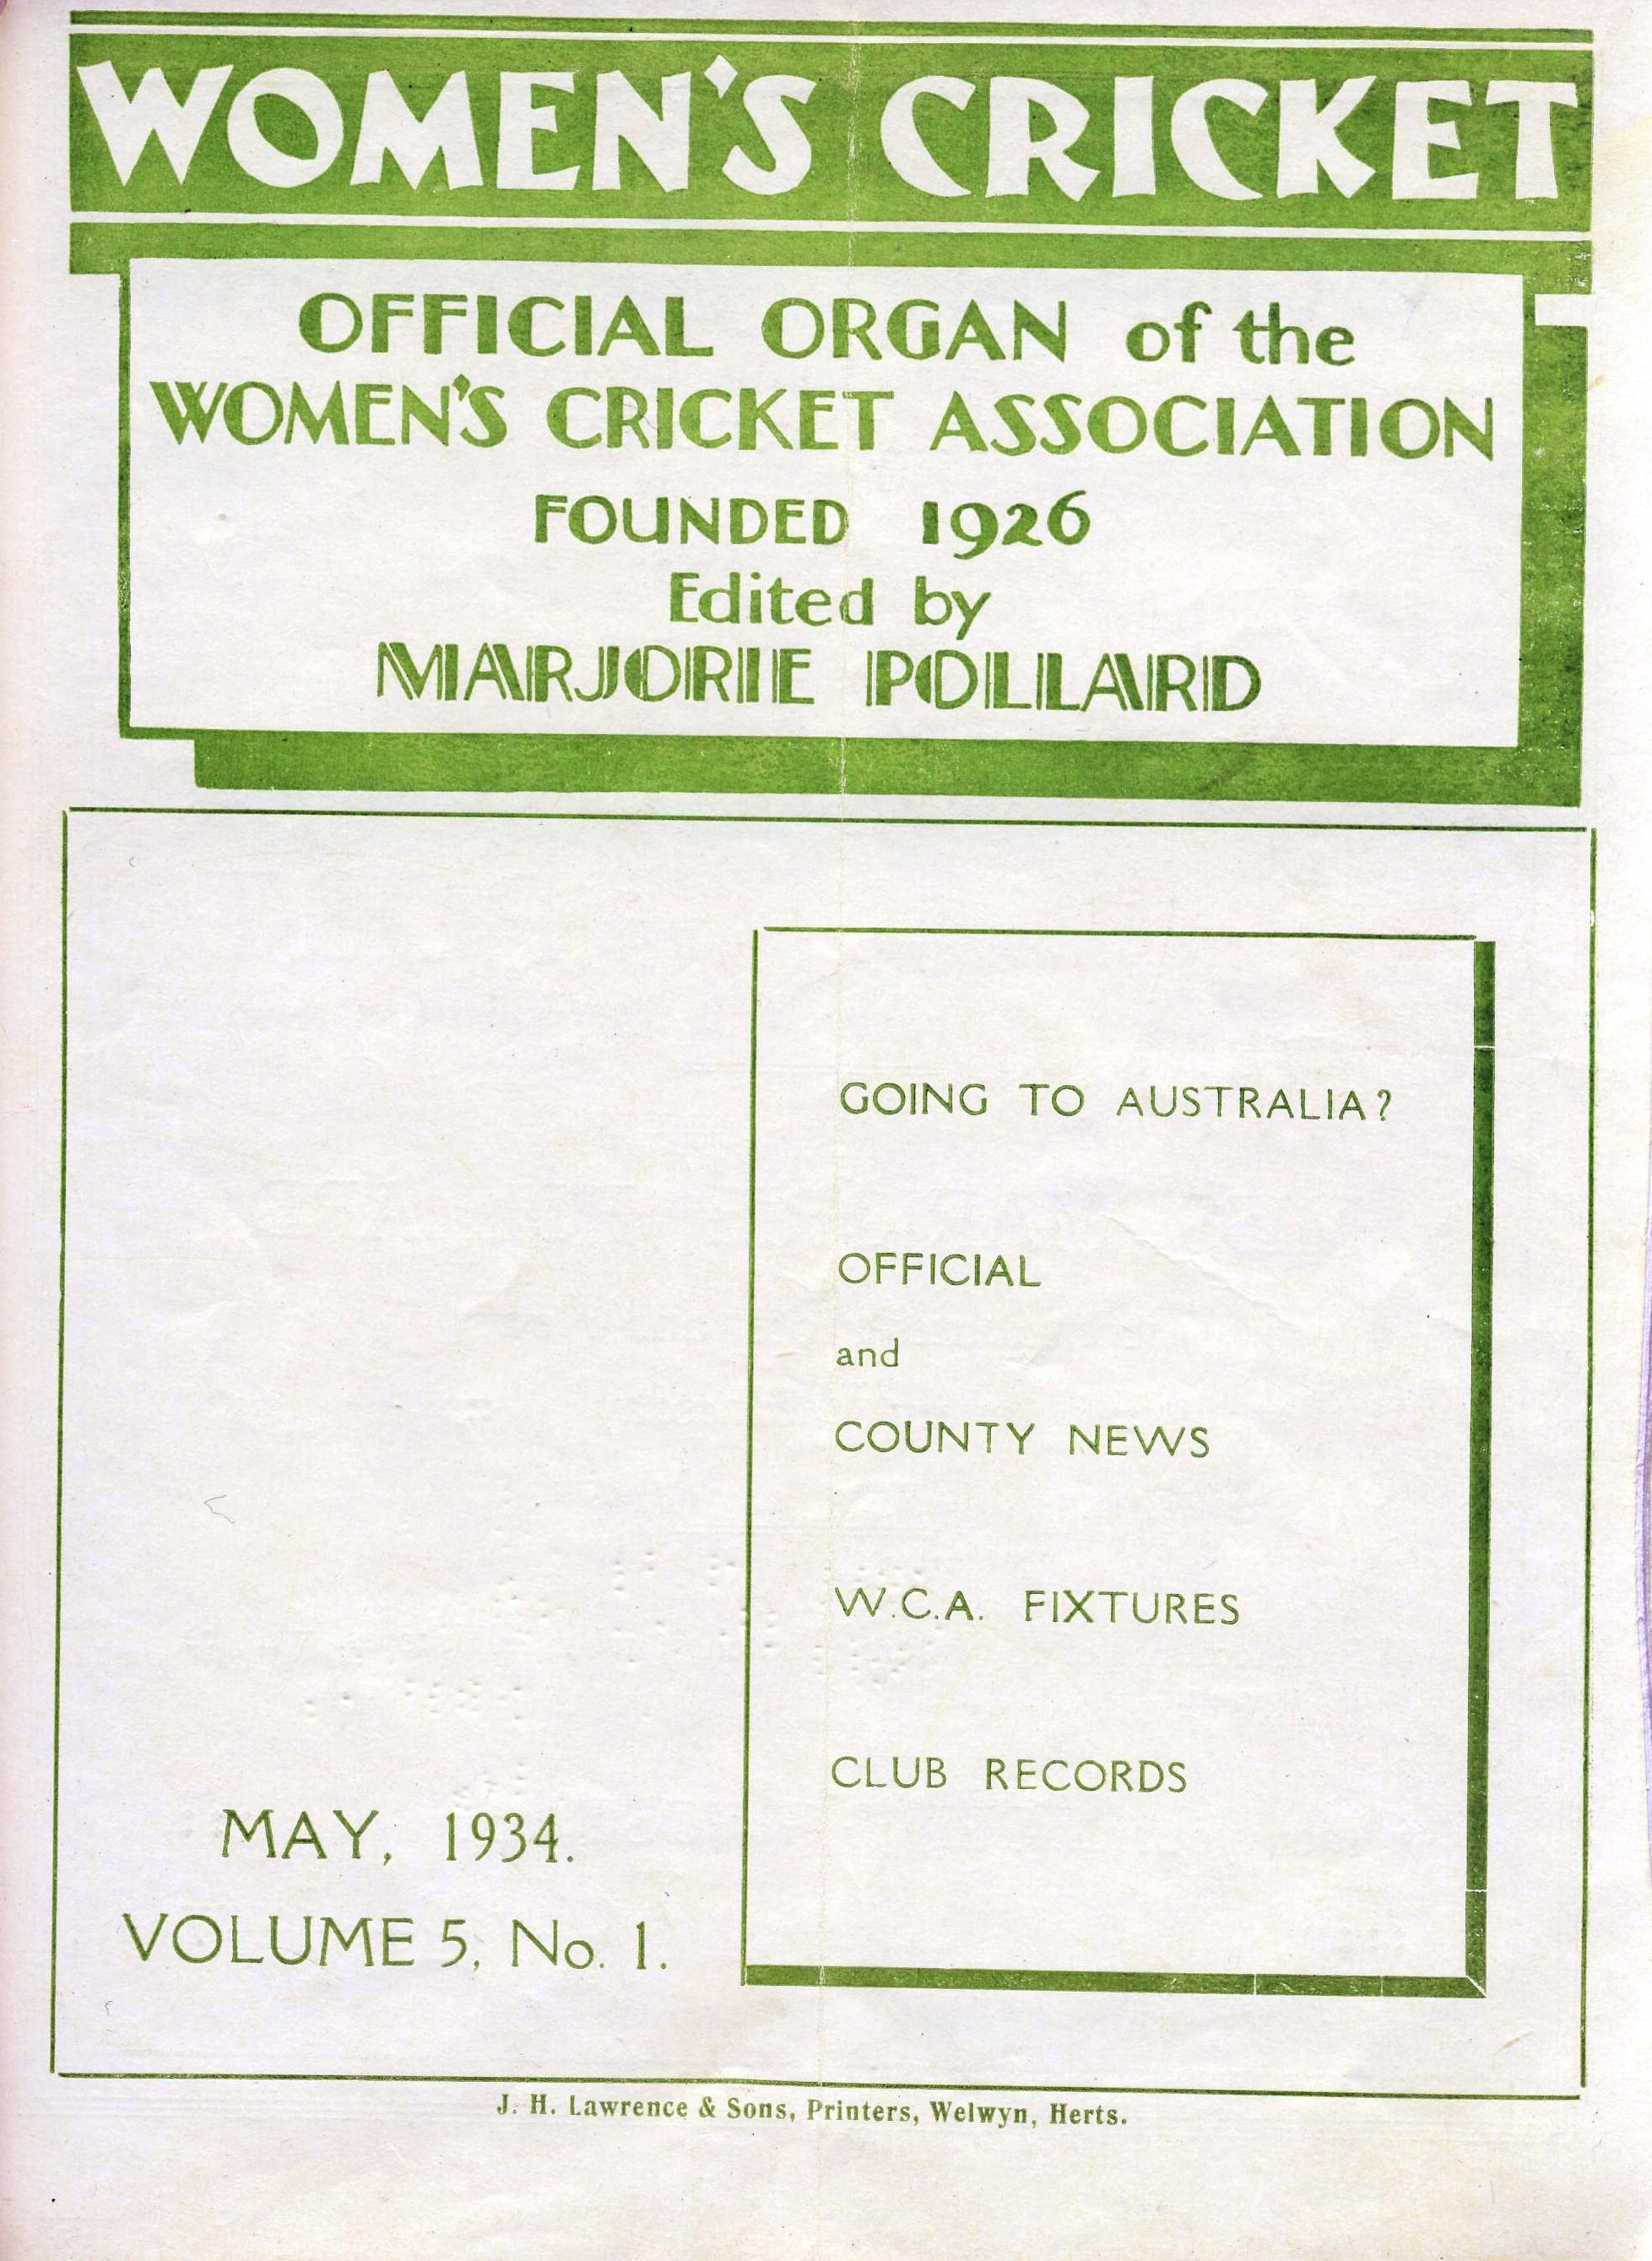 WOMEN'S CRICKET
OFFICIAL ORGAN of the
WOMEN'S CRICKET ASSOCIATION
FOUNDED 1926
Edited by
MARJORIE POLLARD
GOING TO AUSTRALIA?
OFFICIAL
and
COUNTY NEWS
W.C.A. FIXTURES
CLUB RECORDS
MAY, 1934.
VOLUME 5, No. 1.
J. H. Lawrence & Sons, Printers, Welwyn, Herts.